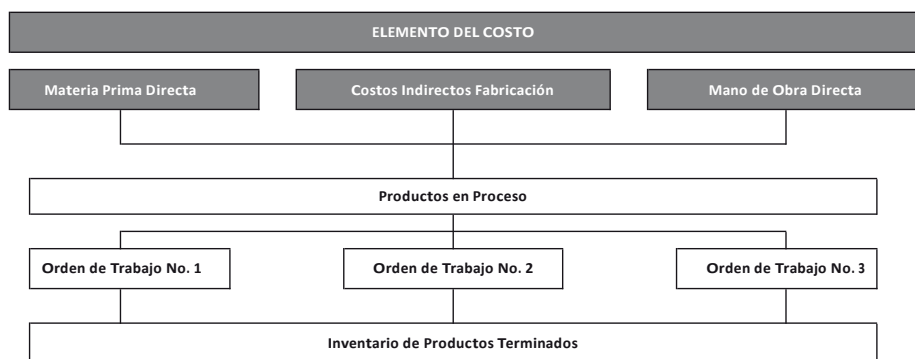 ELEMENTO DEL COSTO
Materia Prima Directa
Costos Indirectos Fabricación
Mano de Obra Directa
Productos en Proceso
Orden de Trabajo No. 1
Orden de Trabajo No. 2
Orden de Trabajo No. 3
Inventario de Productos Terminados